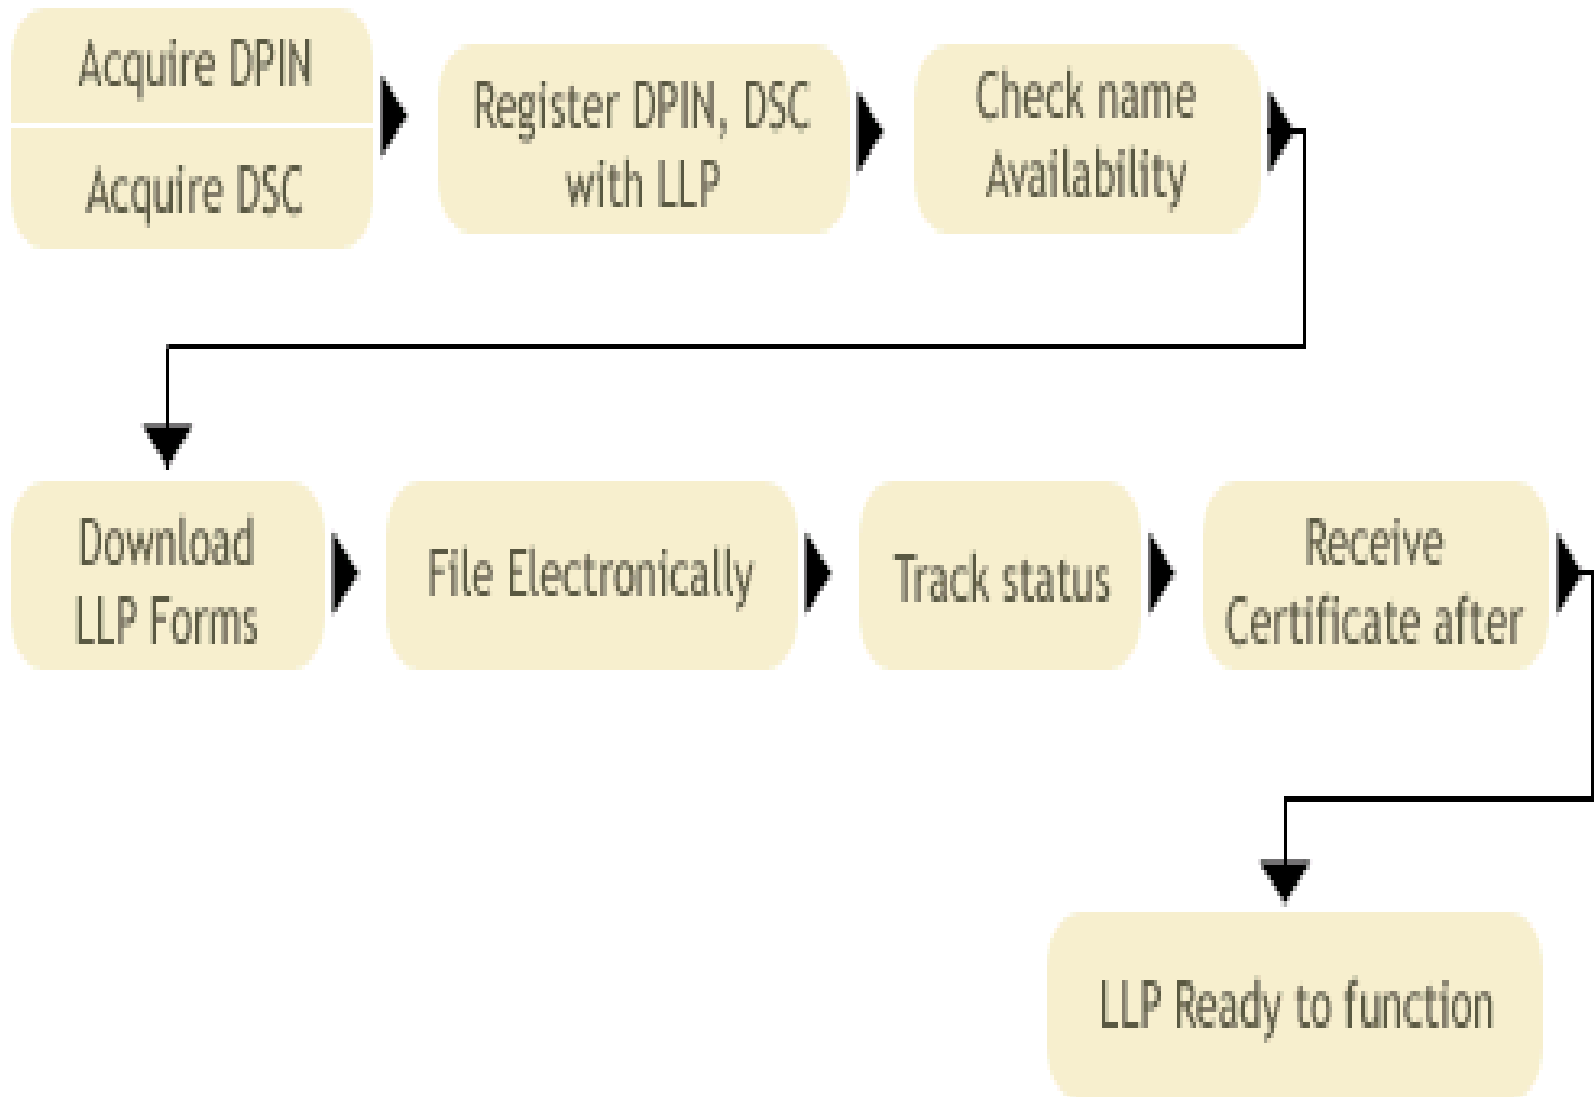 Acquire DPIN
Acquire DSC
Register DPIN, DSC
with LLP
Check name
Availability
Download
LLP Forms
File Electronically
Track status
Receive
Certificate after
LLP Ready to function